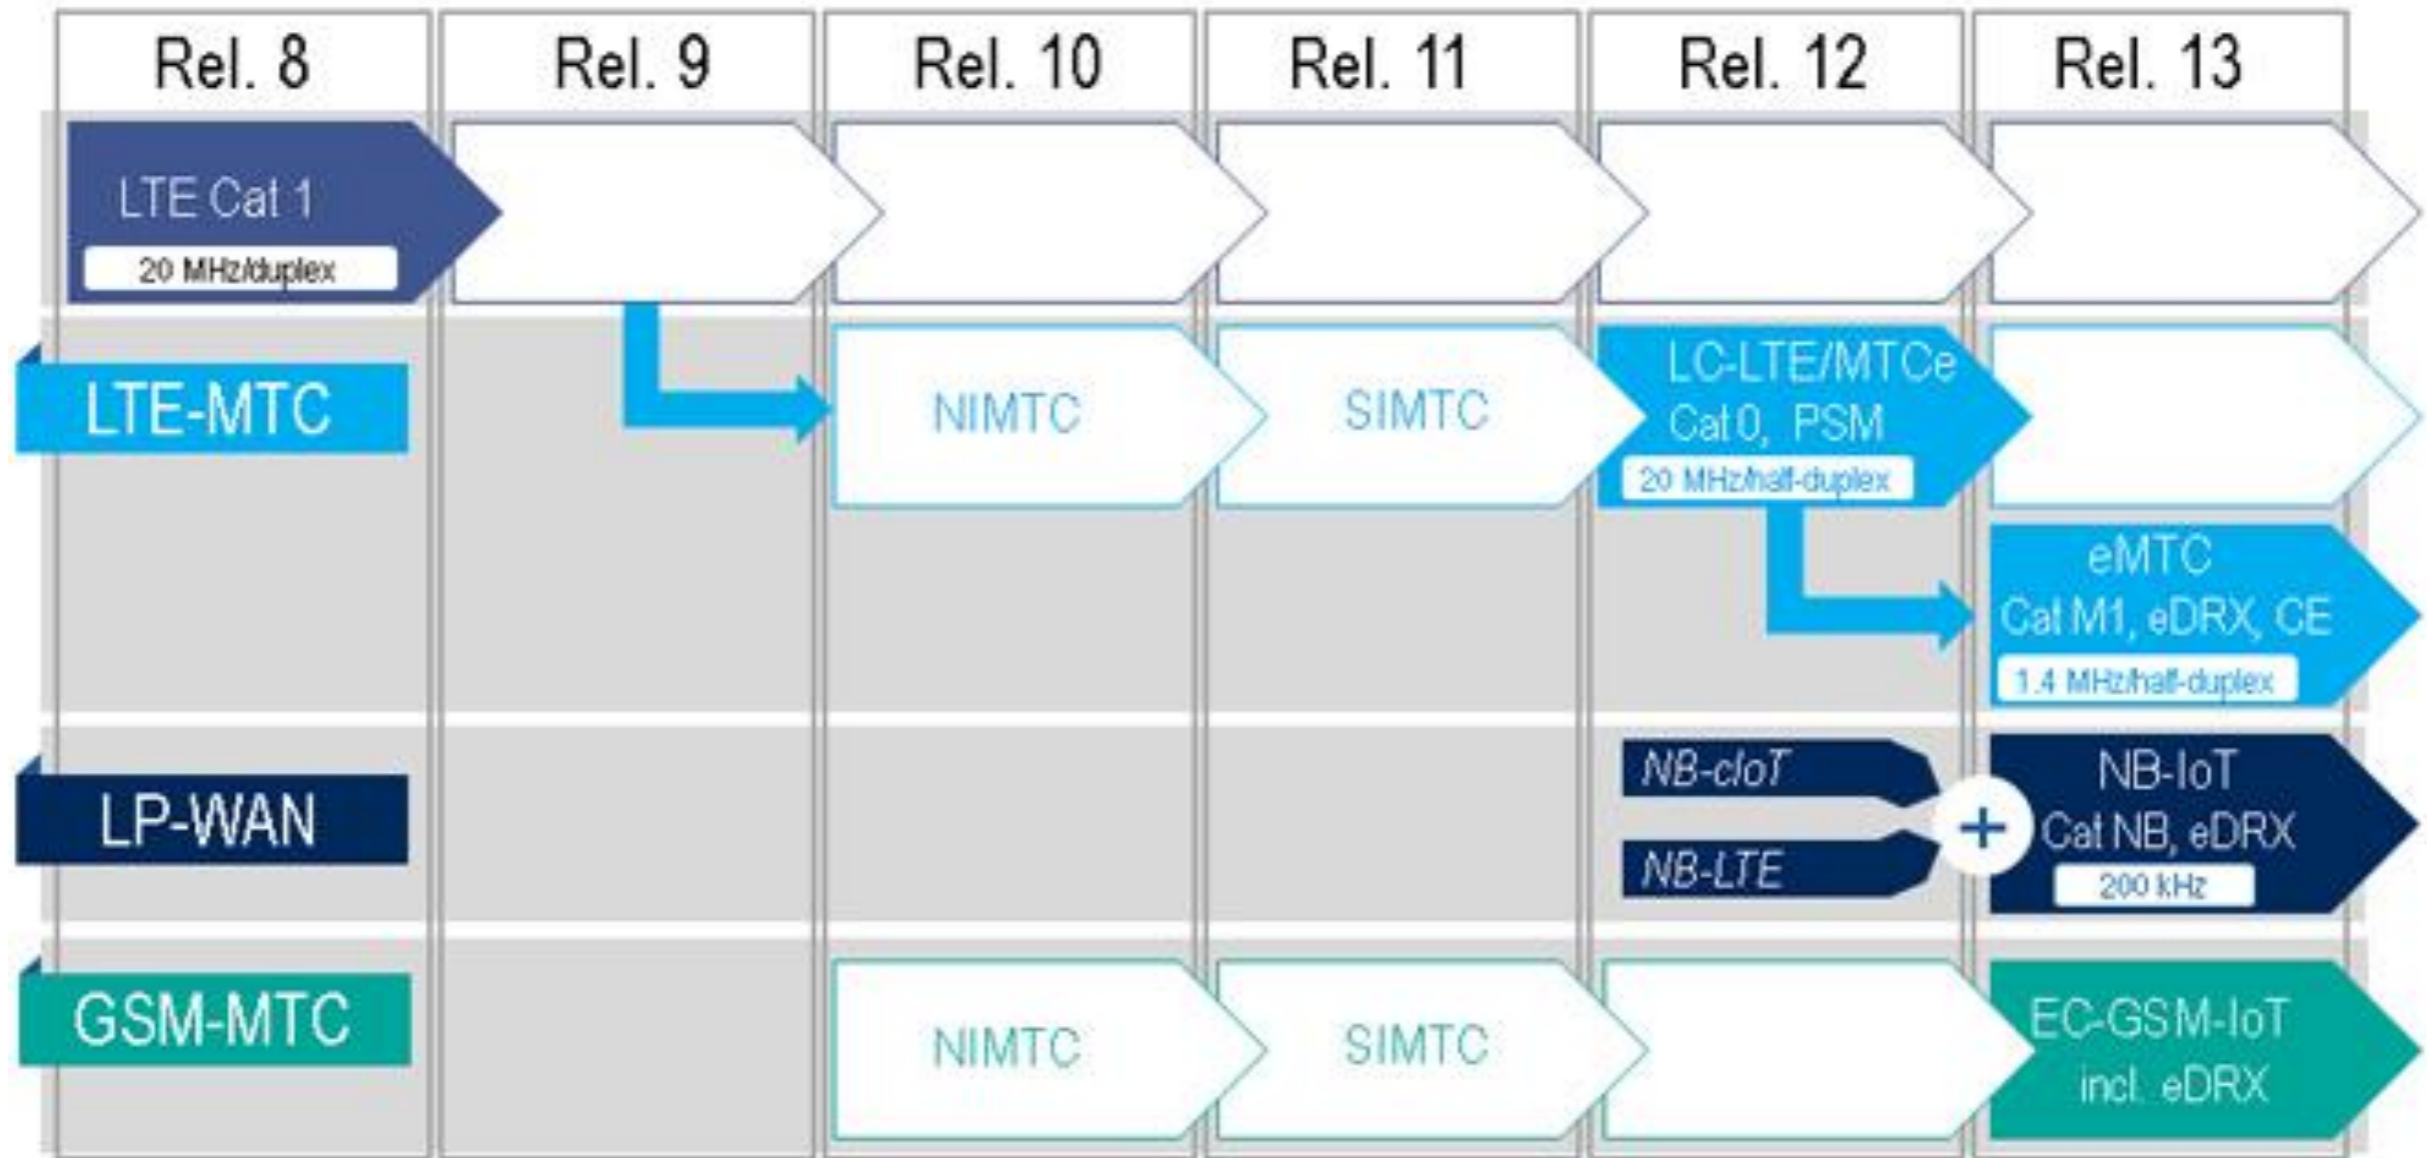 Rel. 8
Rel. 9
Rel. 10
Rel. 11
Rel. 12
Rel. 13
LTE Cat 1
20 MHz/duplex
LTE-MTC
NIMTC
SIMTC
LC-LTE/MTCe
Cat 0, PSM
20 MHz/half-duplex
eMTC
Cat M1, eDRX, CE
1.4 MHz/half-duplex
LP-WAN
NB-cIoT
NB-LTE
+
NB-IoT
Cat NB, eDRX
200 kHz
GSM-MTC
NIMTC
SIMTC
EC-GSM-IoT
incl. eDRX